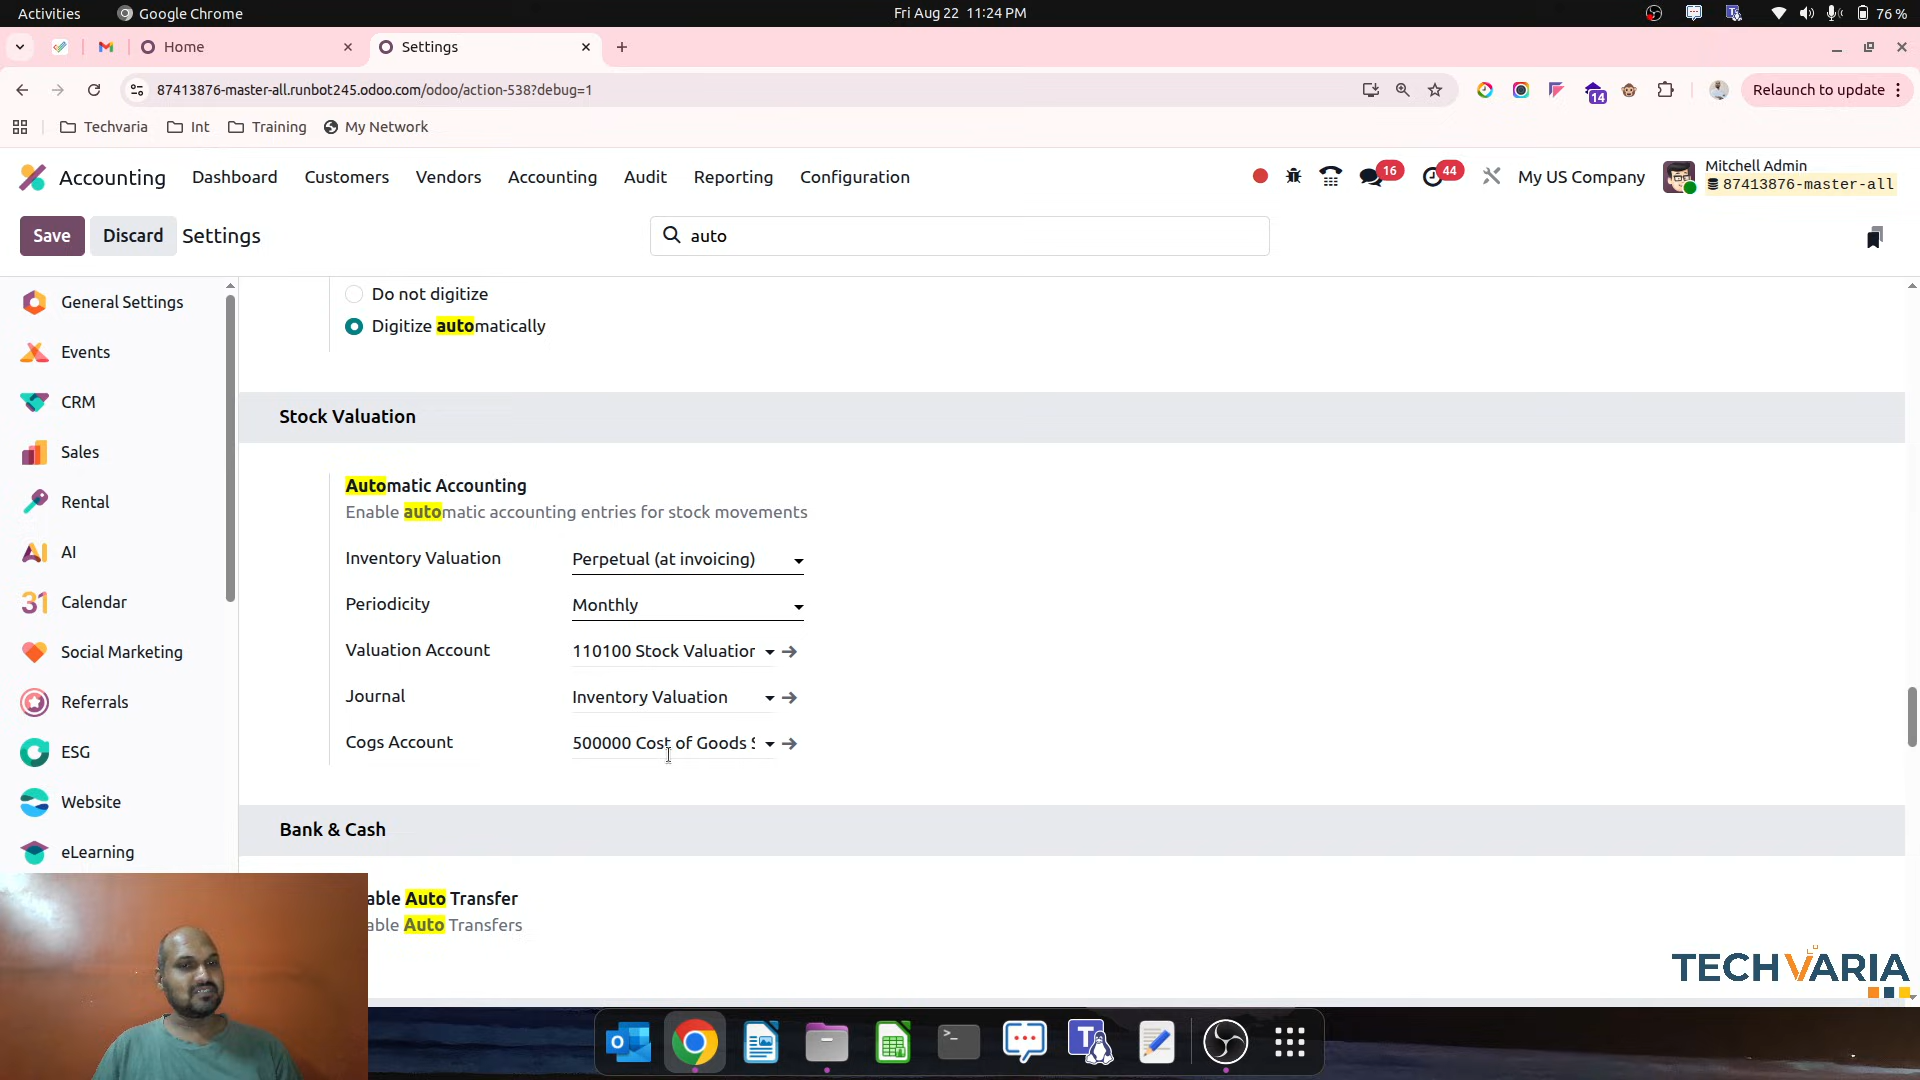 Activities
Google Chrome
Fri Aug 22 11:24 PM
76 %
Home
Settings
87413876-master-all.runbot245.odoo.com/odoo/action-538?debug=1
14
Relaunch to update
Techvaria
Int
Training
My Network
Accounting
Dashboard
Customers
Vendors
Accounting
Audit
Reporting
Configuration
16
44
My US Company
Mitchell Admin
87413876-master-all
Save
Discard
Settings
auto
General Settings
Events
CRM
Sales
Rental
AI
31 Calendar
Social Marketing
Referrals
ESG
Website
eLearning
Do not digitize
Digitize automatically
Stock Valuation
Automatic Accounting
Enable automatic accounting entries for stock movements
Inventory Valuation
Perpetual (at invoicing)
Periodicity
Monthly
Valuation Account
110100 Stock Valuation
Journal
Inventory Valuation
Cogs Account
500000 Cost of Goods S
Bank & Cash
able Auto Transfer
able Auto Transfers
TECHVARIA